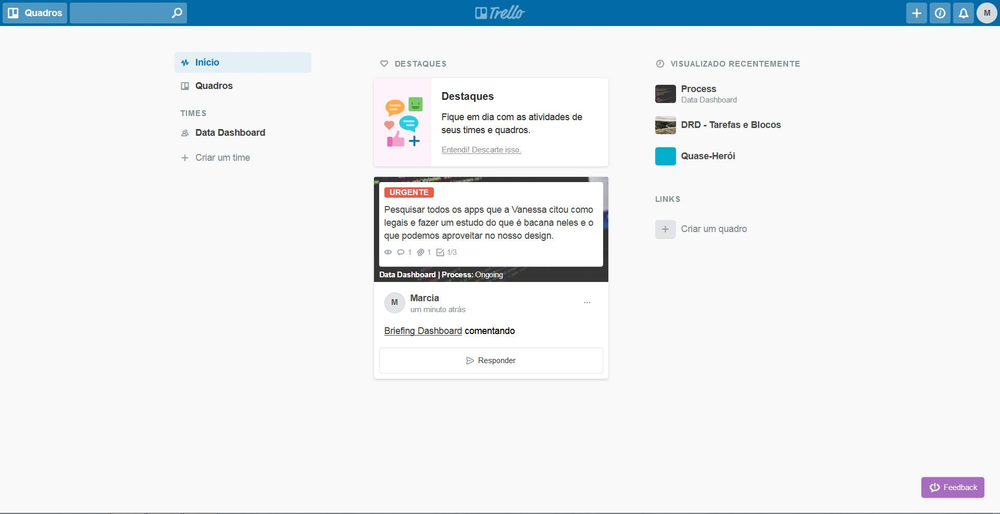 Quadros
Trello
M
Início
Quadros
TIMES
Data Dashboard
Criar um time
DESTAQUES
Destaques
Fique em dia com as atividades de
seus times e quadros.
Entendi! Descarte isso.
URGENTE
Pesquisar todos os apps que a Vanessa citou como
legais e fazer um estudo do que é bacana neles e o
que podemos aproveitar no nosso design.
1 1 1/3
Data Dashboard | Process: Ongoing
M
Marcia
um minuto atrás
Briefing Dashboard comentando
Responder
VISUALIZADO RECENTEMENTE
Process
Data Dashboard
DRD - Tarefas e Blocos
Quase-Herói
LINKS
Criar um quadro
Feedback